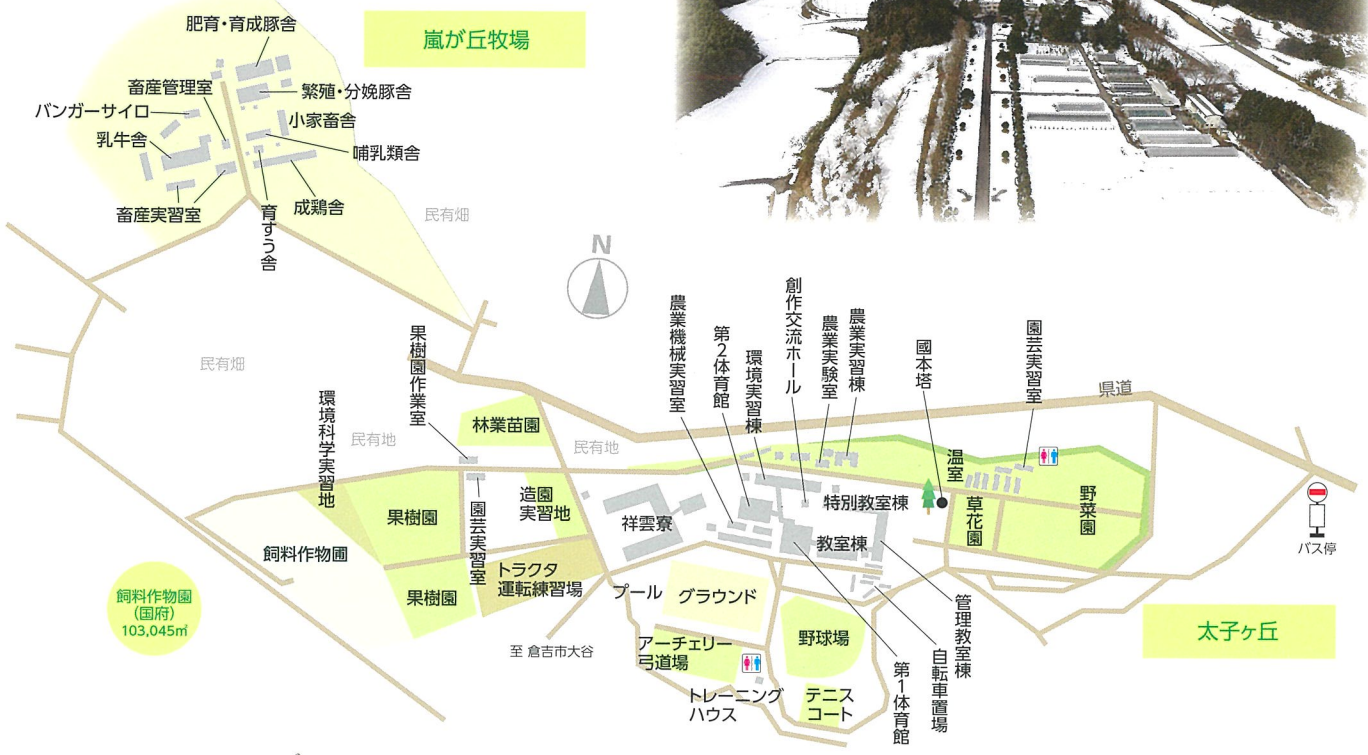 嵐が丘牧場
肥育・育成豚舎
畜産管理室
繁殖・分娩豚舎
バンガーサイロ
小家畜舎
乳牛舎
哺乳類舎
畜産実習室
育すう舎
成鶏舎
民有畑
N
民有畑
果樹園作業室
環境科学実習地
民有地
林業苗園
民有地
農業機械実習室
第2体育館
環境実習棟
創作交流ホール
農業実験室
農業実習棟
國本塔
園芸実習室
県道
温室
野菜園
草花園
バス停
果樹園
園芸実習室
造園
実習地
祥雲寮
特別教室棟
教室棟
飼料作物圃
果樹園
トラクタ
運転練習場
プール
グラウンド
飼料作物園
(国府)
103,045㎡
至 倉吉市大谷
アーチェリー
弓道場
野球場
トレーニング
ハウス
テニス
コート
第1体育館
自転車置場
管理教室棟
太子ヶ丘